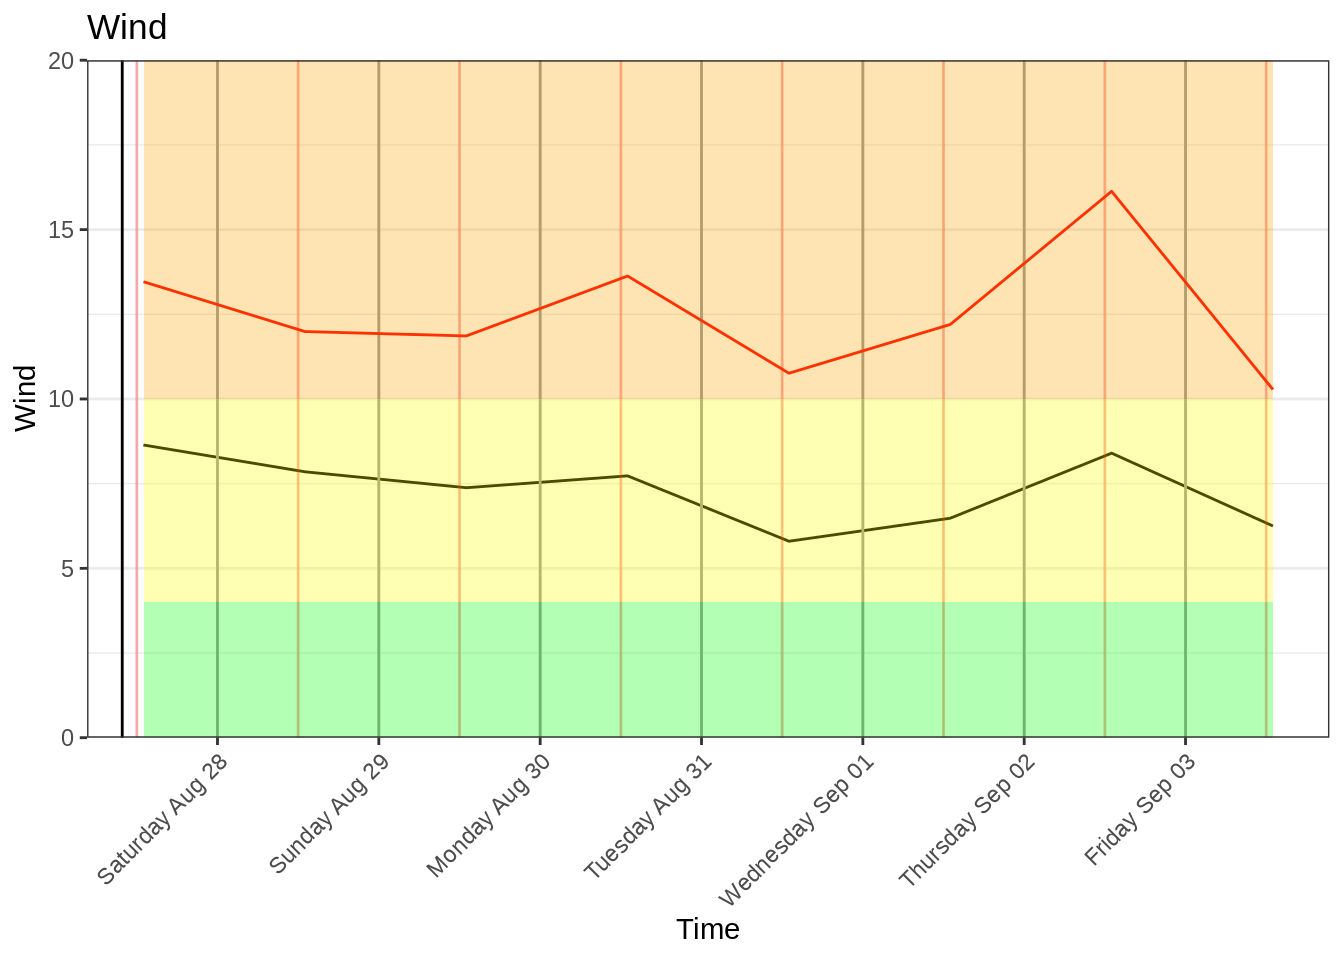 Wind
20
15
10
5
0
Wind
Saturday Aug 28
Sunday Aug 29
Monday Aug 30
Tuesday Aug 31
Wednesday Sep 01
Thursday Sep 02
Friday Sep 03
Time